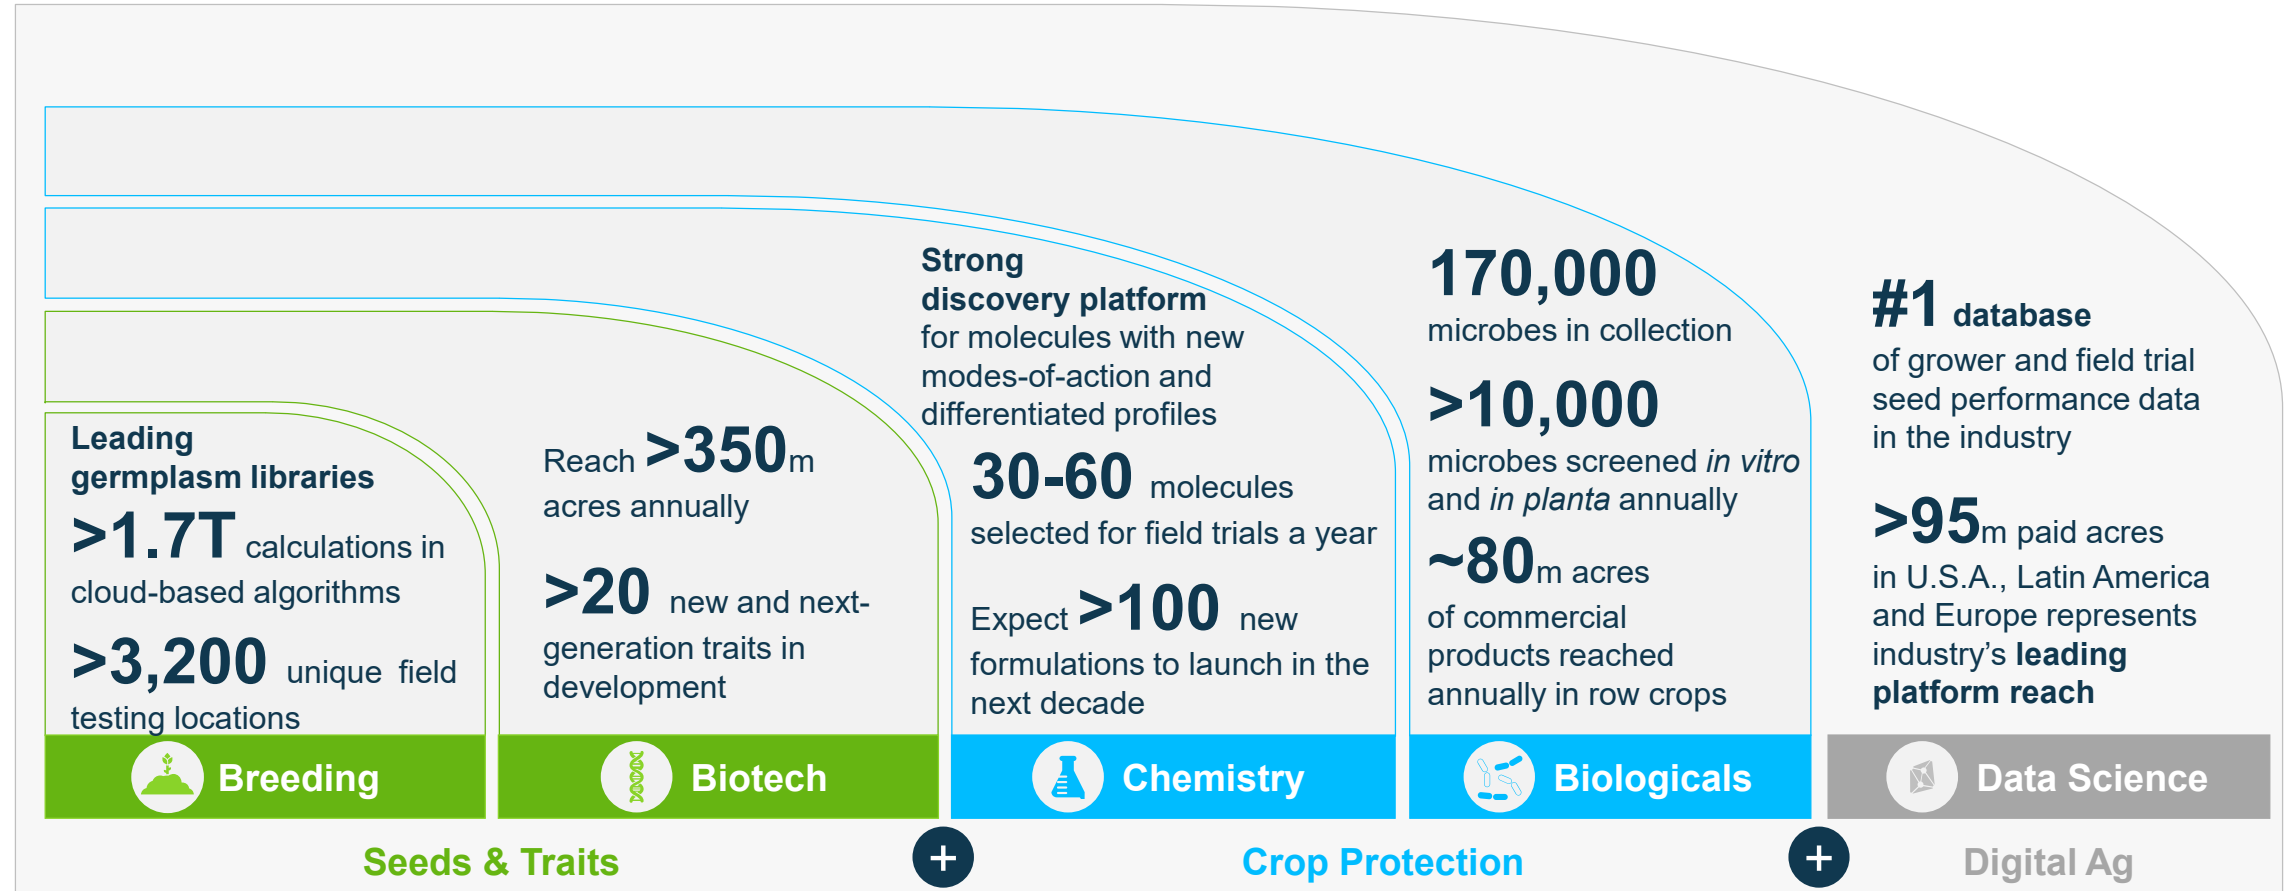 Leading
germplasm libraries
>1.7T calculations in
cloud-based algorithms
>3,200 unique field
testing locations
Breeding
Reach >350m
acres annually
>20 new and next-
generation traits in
development
Biotech
Seeds & Traits
+
Strong
discovery platform
for molecules with new
modes-of-action and
differentiated profiles
30-60 molecules
selected for field trials a year
Expect >100 new
formulations to launch in the
next decade
Chemistry
170,000
microbes in collection
>10,000
microbes screened in vitro
and in planta annually
~80m acres
of commercial
products reached
annually in row crops
Biologicals
Crop Protection
+
#1 database
of grower and field trial
seed performance data
in the industry
>95m paid acres
in U.S.A., Latin America
and Europe represents
industry’s leading
platform reach
Data Science
Digital Ag